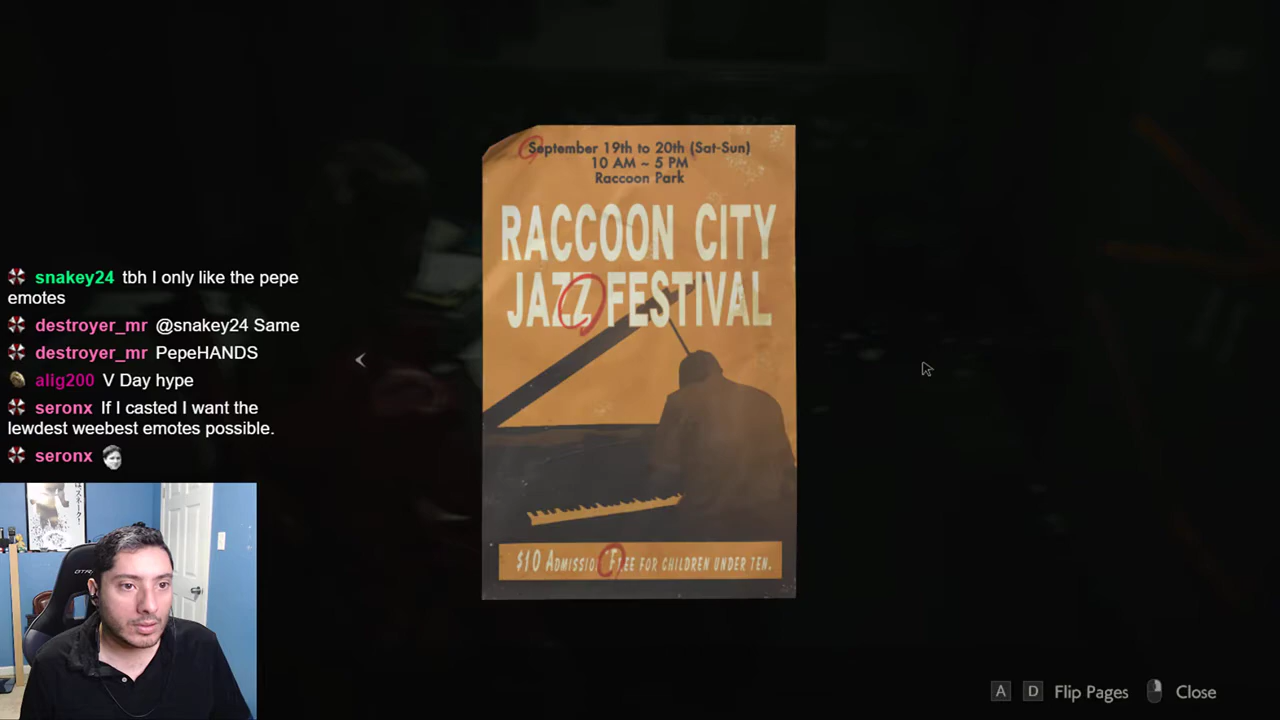 September 19th to 20th (Sat-Sun)
10 AM ~ 5 PM
Raccoon Park
RACCOON CITY
JAZZ FESTIVAL
$10 ADMISSION FREE FOR CHILDREN UNDER TEN.
snakey24 tbh I only like the pepe
emotes
destroyer_mr @snakey24 Same
destroyer_mr PepeHANDS
alig200 V Day hype
seronx If I casted I want the
lewdest weebest emotes possible.
seronx
A D Flip Pages Close